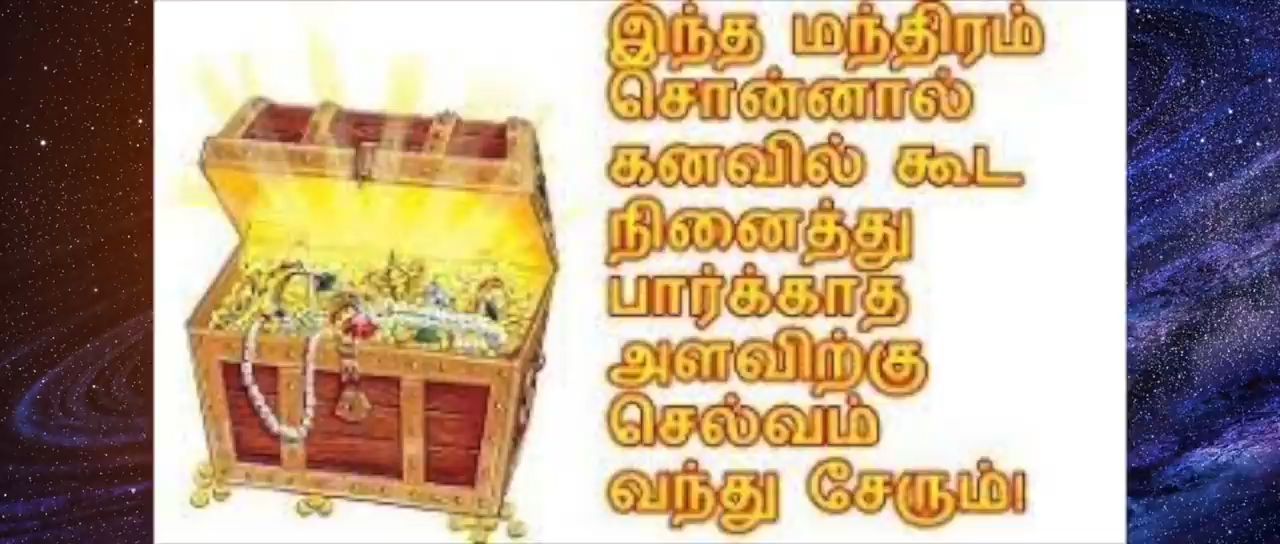 இந்த மந்திரம்
சொன்னால்
கனவில் கூட
நினைத்து
பார்க்காத
அளவிற்கு
செல்வம்
வந்து சேரும்!